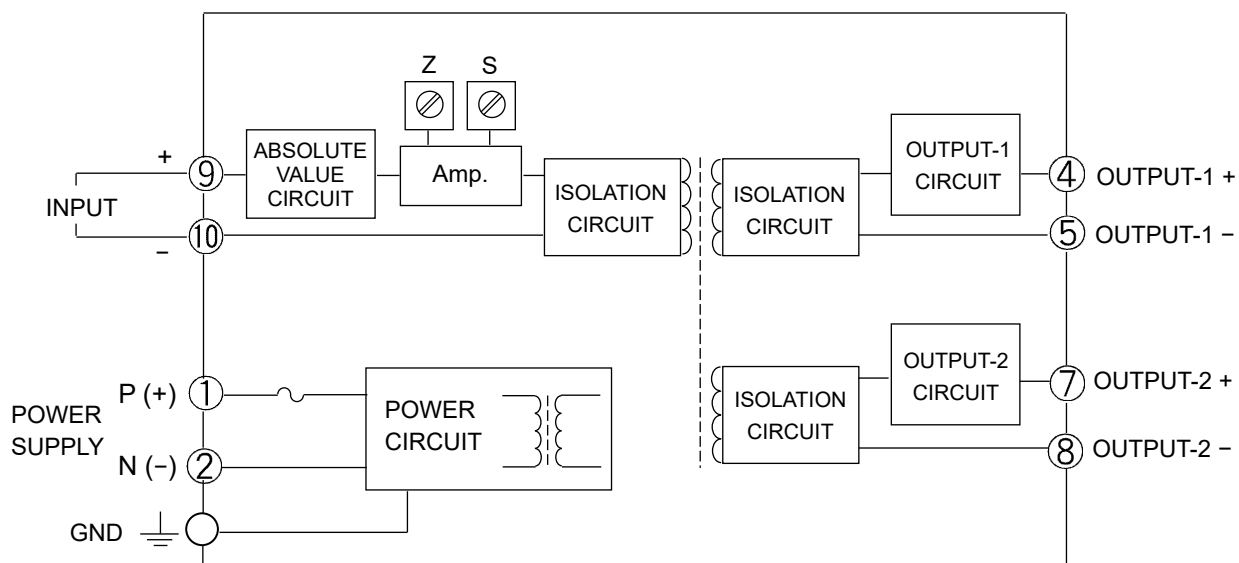 Z
S
+
9
ABSOLUTE
VALUE
CIRCUIT
Amp.
INPUT
−
10
ISOLATION
CIRCUIT
ISOLATION
CIRCUIT
OUTPUT-1
CIRCUIT
4
OUTPUT-1 +
5
OUTPUT-1 −
POWER
SUPPLY
P (+)
1
N (−)
2
GND
POWER
CIRCUIT
ISOLATION
CIRCUIT
OUTPUT-2
CIRCUIT
7
OUTPUT-2 +
8
OUTPUT-2 −